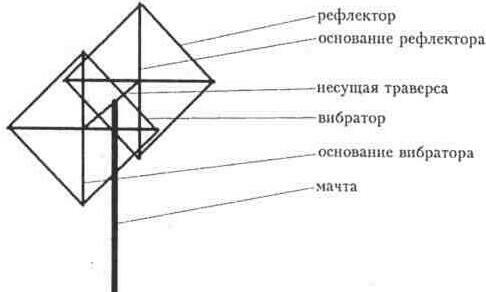 рефлектор
основание рефлектора
несущая траверса
вибратор
основание вибратора
мачта